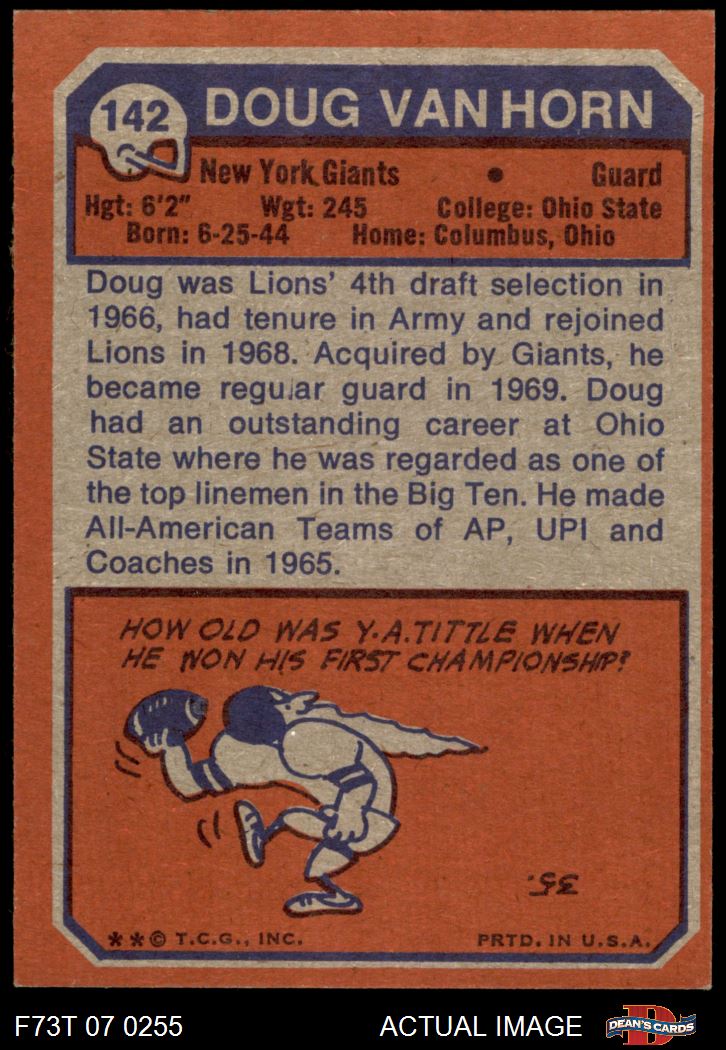 142 DOUG VAN HORN
New York Giants • Guard
Hgt: 6'2" Wgt: 245 College: Ohio State
Born: 6-25-44 Home: Columbus, Ohio
Doug was Lions' 4th draft selection in
1966, had tenure in Army and rejoined
Lions in 1968. Acquired by Giants, he
became regular guard in 1969. Doug
had an outstanding career at Ohio
State where he was regarded as one of
the top linemen in the Big Ten. He made
All-American Teams of AP, UPI and
Coaches in 1965.
HOW OLD WAS Y.A. TITTLE WHEN
HE WON HIS FIRST CHAMPIONSHIP?
35.
**© T.C.G., INC. PRTD. IN U.S.A.
F73T 07 0255 ACTUAL IMAGE D DEAN'S CARDS